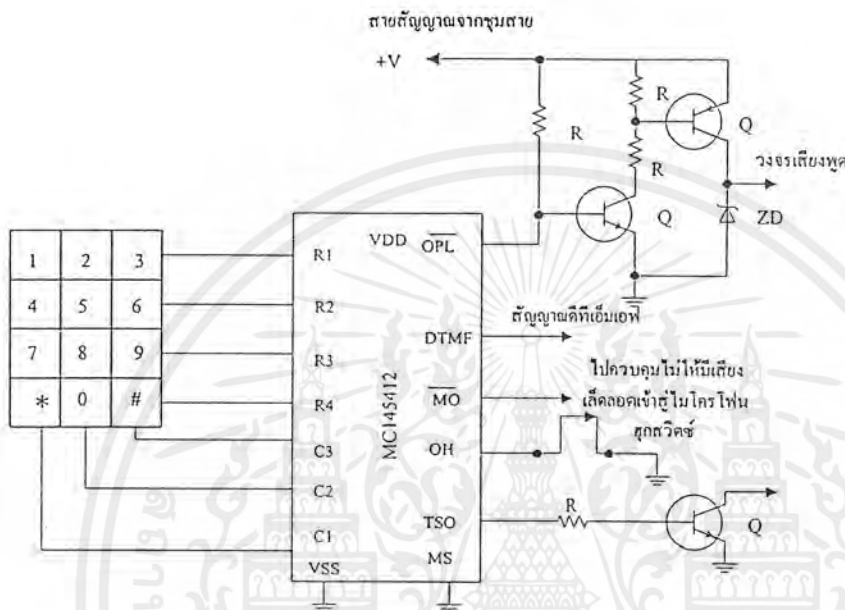 สายสัญญาณจากชุมสาย
+V
R
R
Q
R
Q
วงจรเสียงพูด
ZD
1 2 3
4 5 6
7 8 9
* 0 #
R1
R2
R3
R4
C3
C2
C1
VSS
VDD
MC145412
OPL
DTMF
MO
OH
TSO
MS
สัญญาณดีทีเอ็มเอฟ
ไปควบคุมไม่ให้มีเสียง
เล็ดลอดเข้าสู่ไมโครโฟน
ฮุกสวิตซ์
R
Q